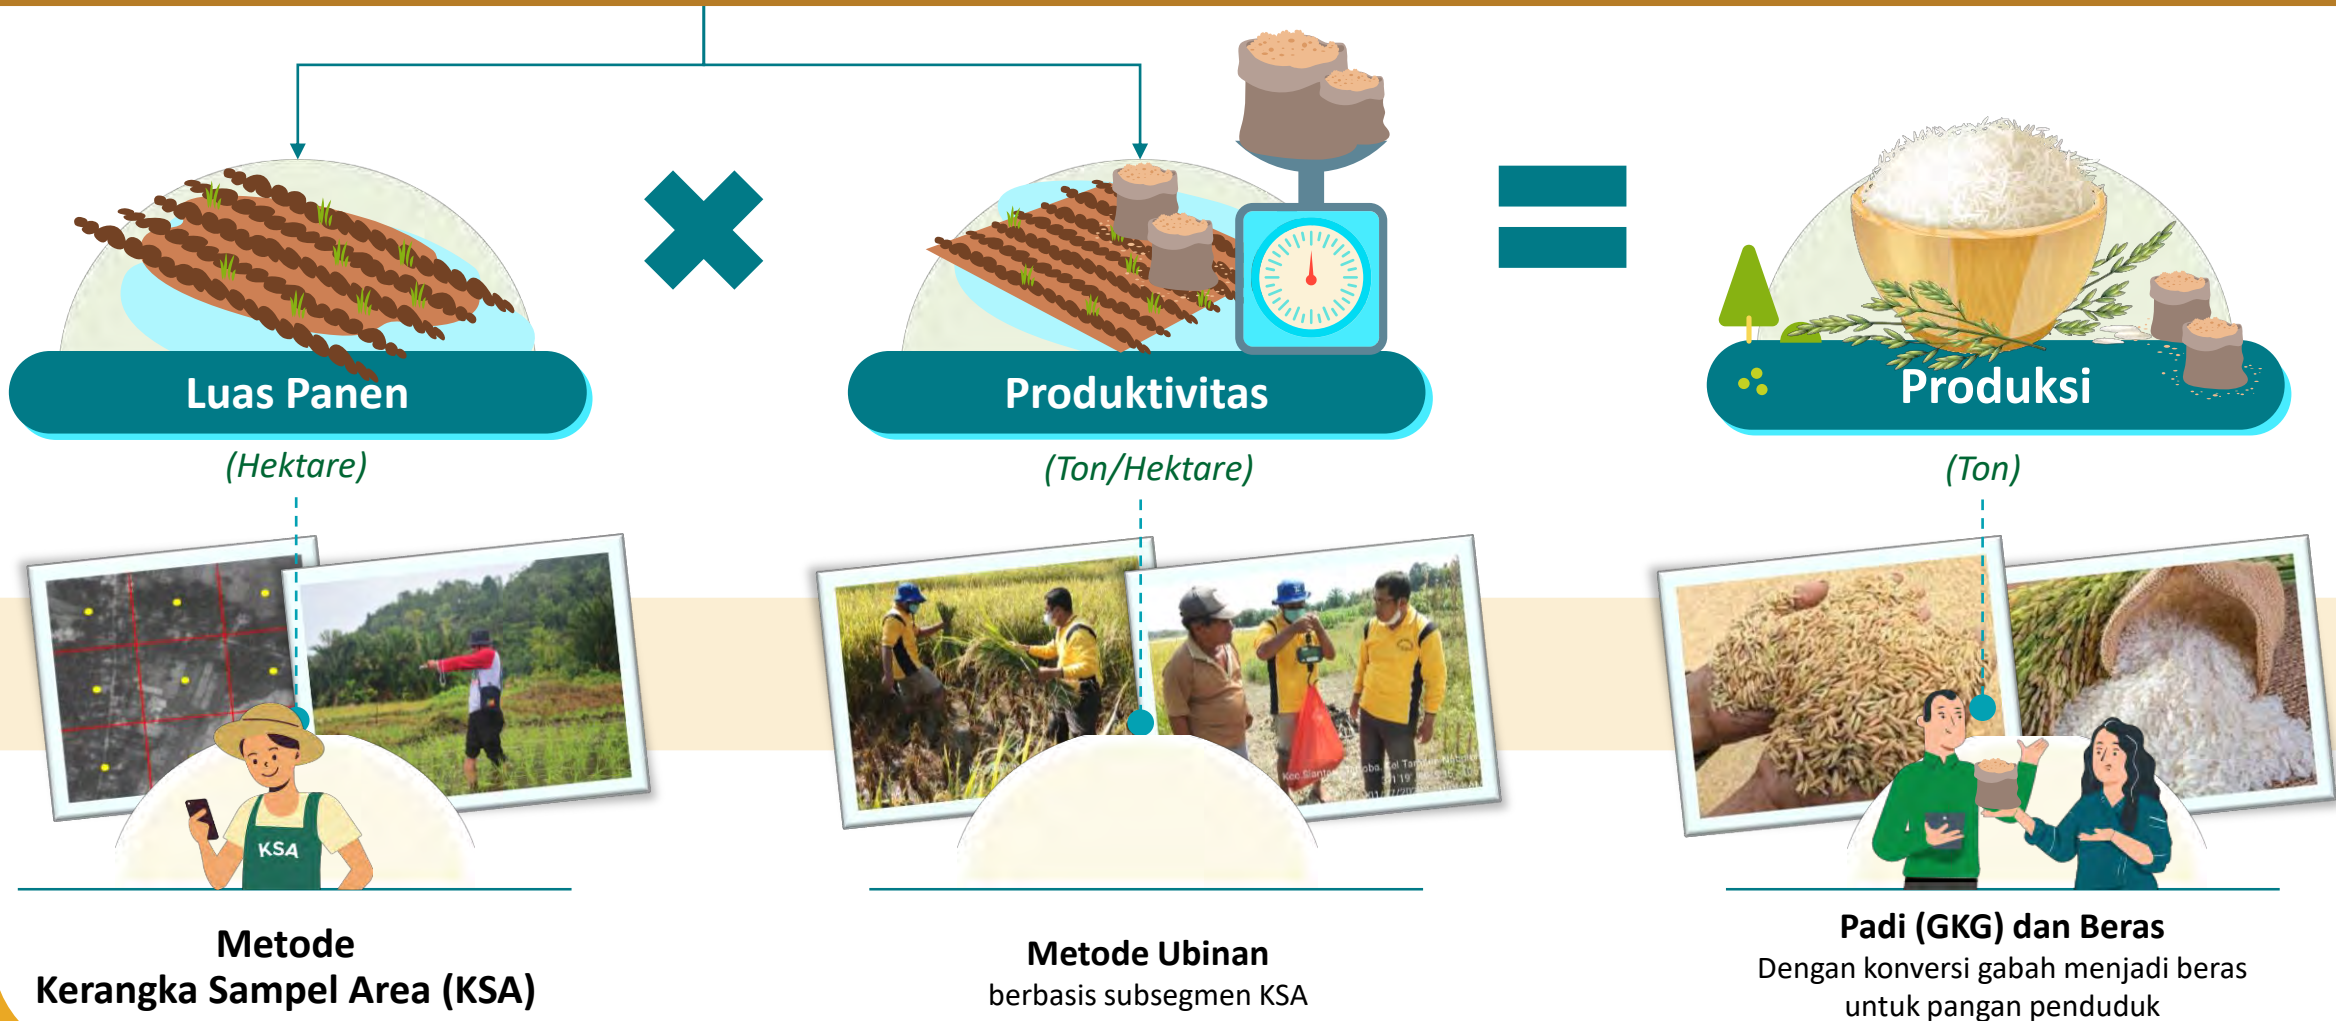 Luas Panen
Produktivitas
Produksi
(Hektare)
(Ton/Hektare)
(Ton)
KSA
Metode
Kerangka Sampel Area (KSA)
Metode Ubinan
berbasis subsegmen KSA
Padi (GKG) dan Beras
Dengan konversi gabah menjadi beras
untuk pangan penduduk